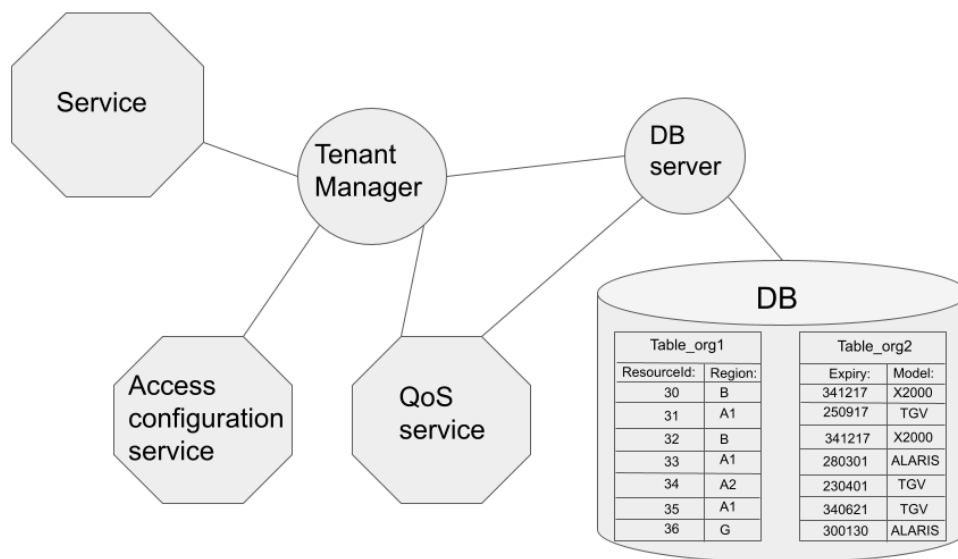 Service
Tenant
Manager
DB
server
Access
configuration
service
QoS
service
DB
Table_org1
ResourceId: Region:
30 B
31 A1
32 B
33 A1
34 A2
35 A1
36 G
Table_org2
Expiry: Model:
341217 X2000
250917 TGV
341217 X2000
280301 ALARIS
230401 TGV
340621 TGV
300130 ALARIS